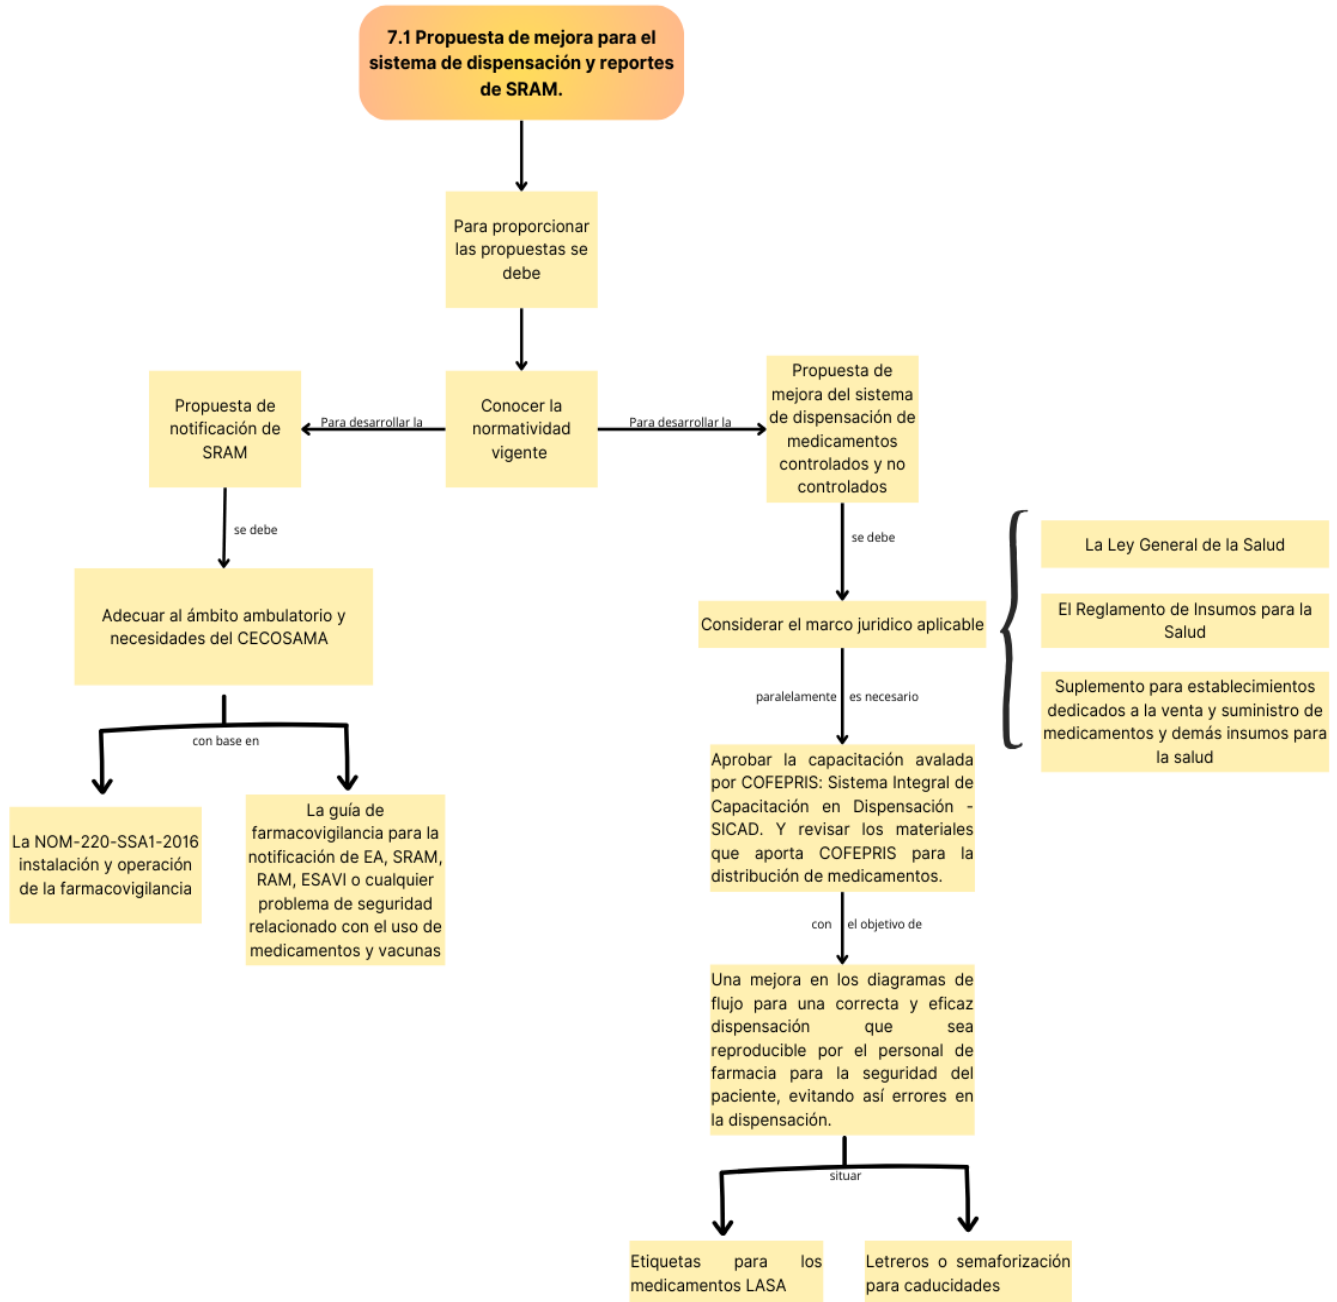 7.1 Propuesta de mejora para el
sistema de dispensación y reportes
de SRAM.
Para proporcionar
las propuestas se
debe
Conocer la
normatividad
vigente
Para desarrollar la
Propuesta de
notificación de
SRAM
se debe
Adecuar al ámbito ambulatorio y
necesidades del CECOSAMA
con base en
La NOM-220-SSA1-2016
instalación y operación
de la farmacovigilancia
La guía de
farmacovigilancia para la
notificación de EA, SRAM,
RAM, ESAVI o cualquier
problema de seguridad
relacionado con el uso de
medicamentos y vacunas
Para desarrollar la
Propuesta de
mejora del sistema
de dispensación de
medicamentos
controlados y no
controlados
se debe
Considerar el marco juridico aplicable
La Ley General de la Salud
El Reglamento de Insumos para la
Salud
Suplemento para establecimientos
dedicados a la venta y suministro de
medicamentos y demás insumos para
la salud
paralelamente es necesario
Aprobar la capacitación avalada
por COFEPRIS: Sistema Integral de
Capacitación en Dispensación -
SICAD. Y revisar los materiales
que aporta COFEPRIS para la
distribución de medicamentos.
con el objetivo de
Una mejora en los diagramas de
flujo para una correcta y eficaz
dispensación que sea
reproducible por el personal de
farmacia para la seguridad del
paciente, evitando así errores en
la dispensación.
situar
Etiquetas para los
medicamentos LASA
Letreros o semaforización
para caducidades